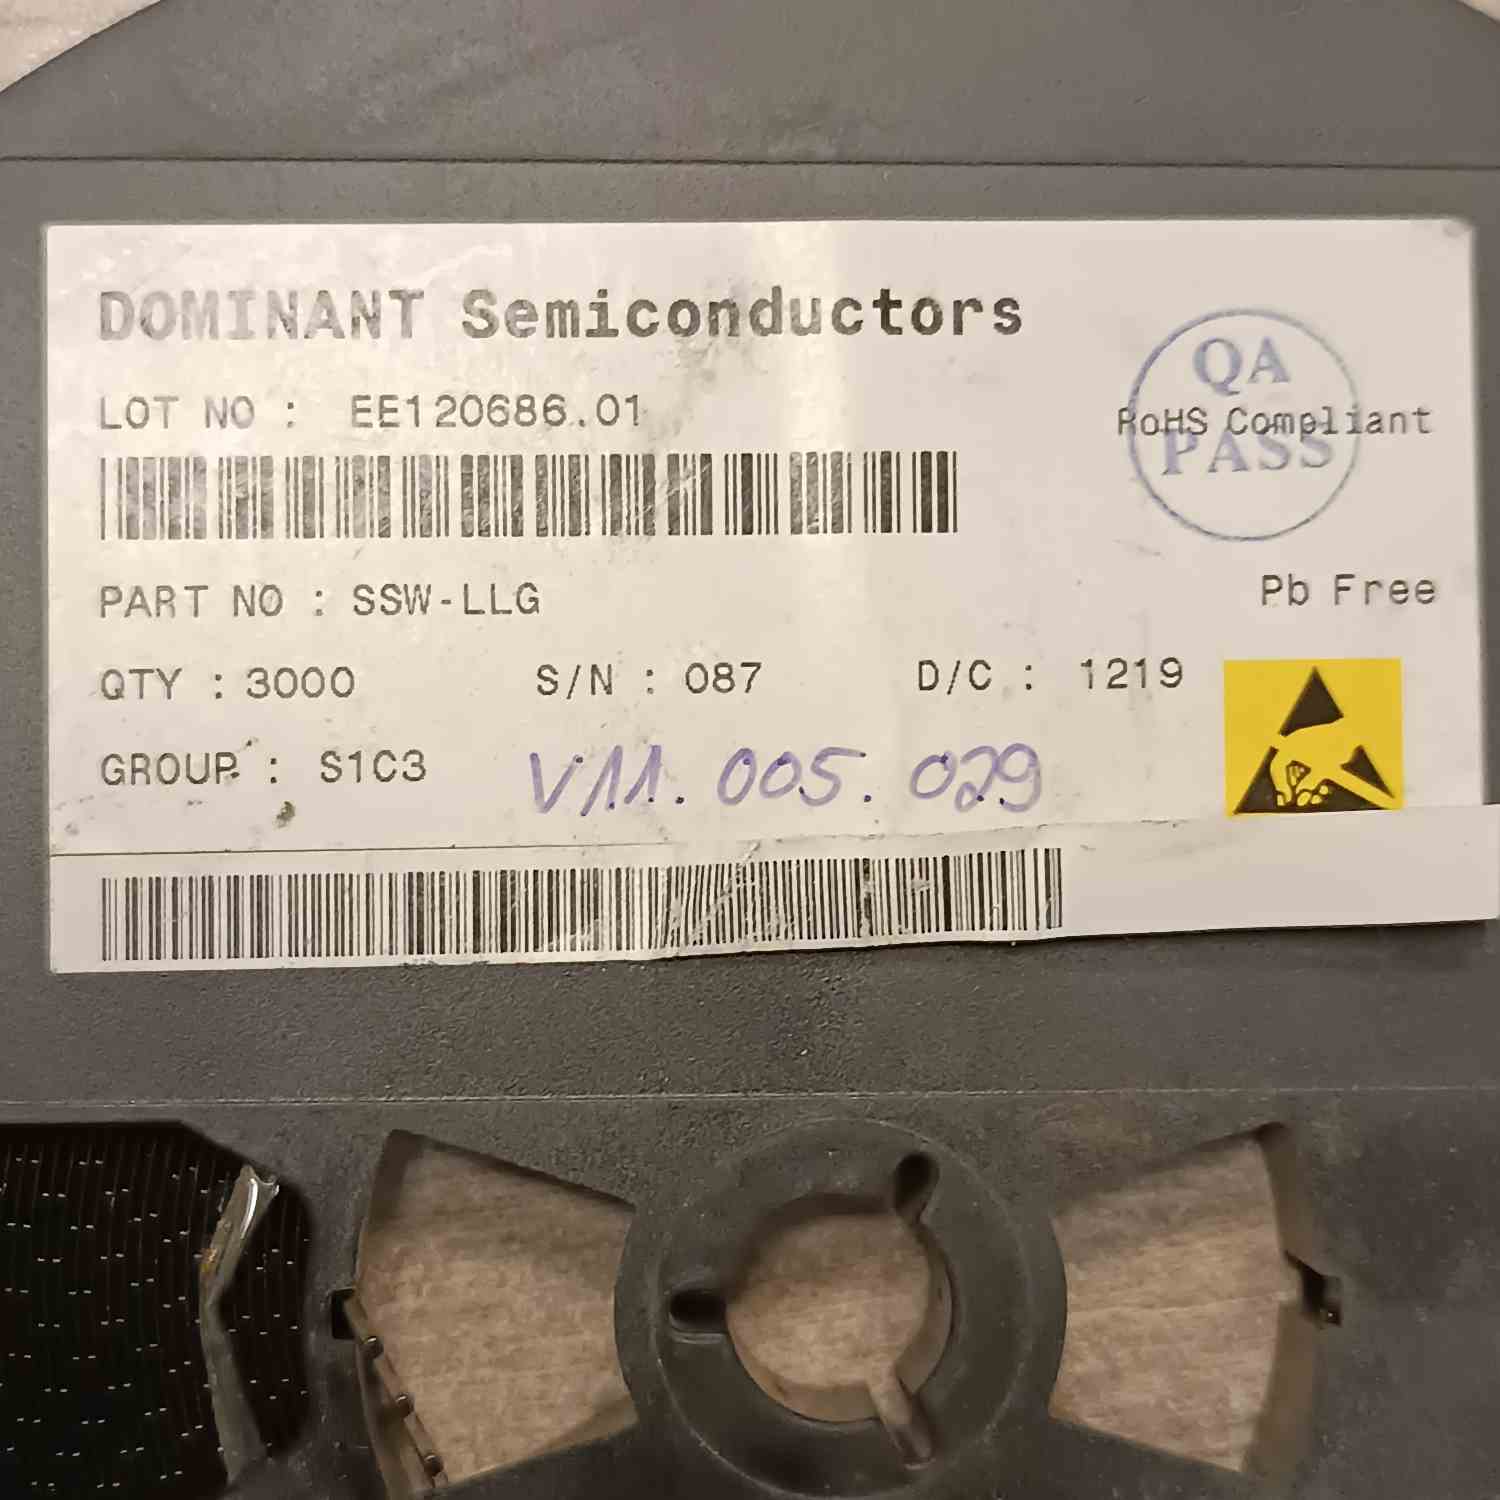 DOMINANT Semiconductors
QA
LOT NO : EE120686.01
RoHS Compliant
PASS
PART NO : SSW-LLG
Pb Free
QTY : 3000 S/N : 087 D/C : 1219
GROUP : S1C3 V11.005.029